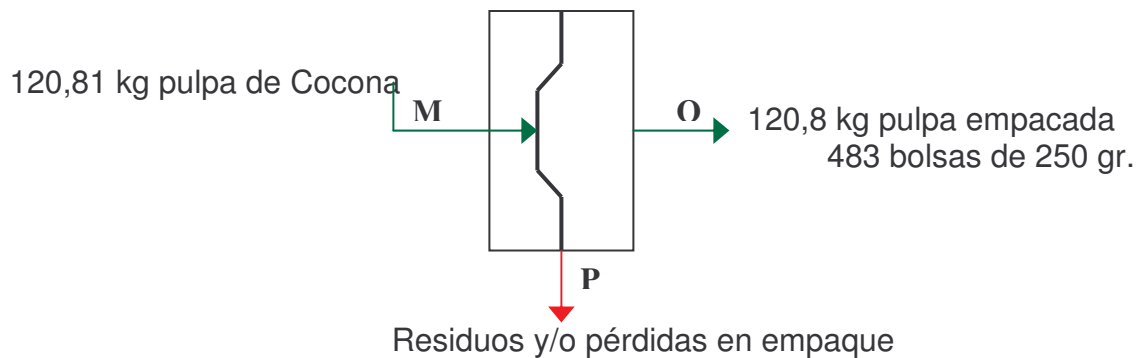 120,81 kg pulpa de Cocona
M
O
120,8 kg pulpa empacada
483 bolsas de 250 gr.
P
Residuos y/o pérdidas en empaque